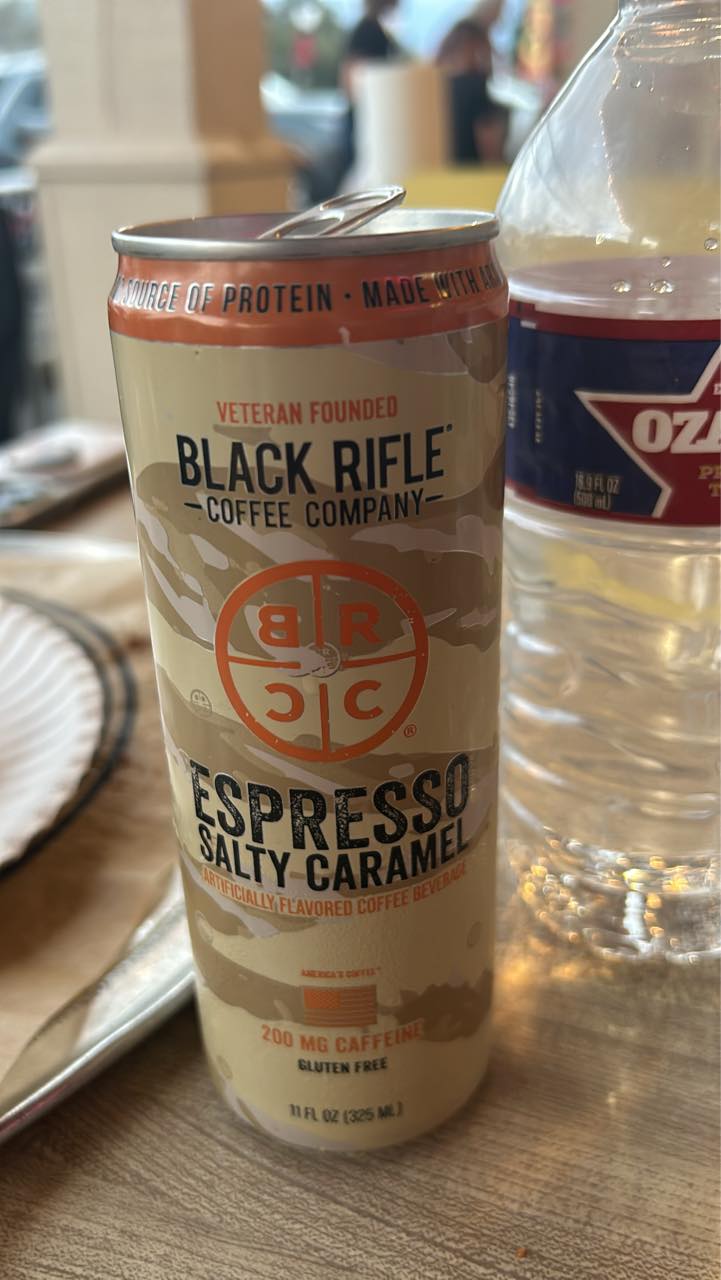 SOURCE OF PROTEIN · MADE WITH
VETERAN FOUNDED
BLACK RIFLE
COFFEE COMPANY
B R
C C
®
ESPRESSO
SALTY CARAMEL
ARTIFICIALLY FLAVORED COFFEE BEVERAGE
AMERICA'S COFFEE™
200 MG CAFFEINE
GLUTEN FREE
11 FL OZ (325 ML)
OZA
16.9 FL OZ
(500 mL)